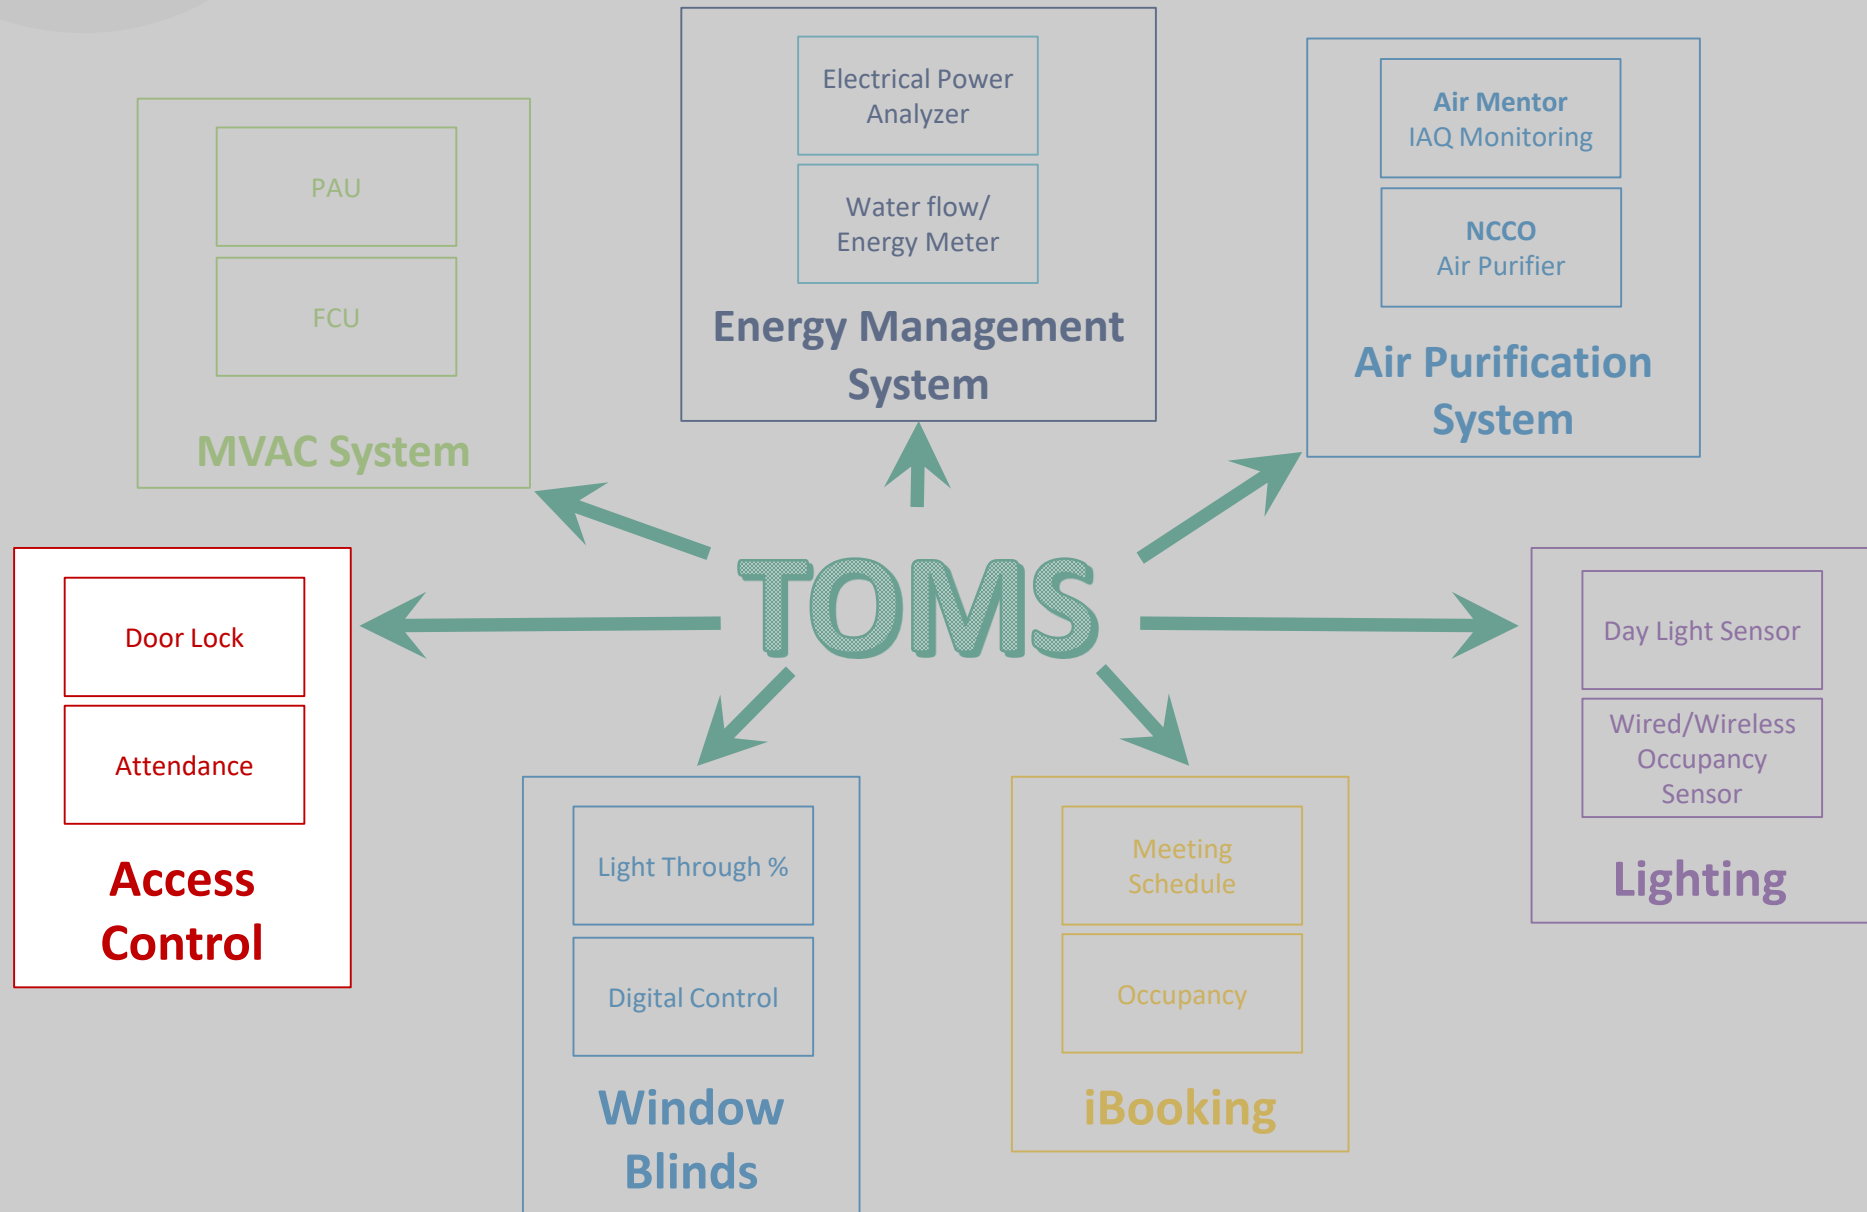 Electrical Power
Analyzer
Water flow/
Energy Meter
Energy Management
System
Air Mentor
IAQ Monitoring
NCCO
Air Purifier
Air Purification
System
PAU
FCU
MVAC System
TOMS
Door Lock
Attendance
Access
Control
Day Light Sensor
Wired/Wireless
Occupancy
Sensor
Lighting
Light Through %
Digital Control
Window
Blinds
Meeting
Schedule
Occupancy
iBooking